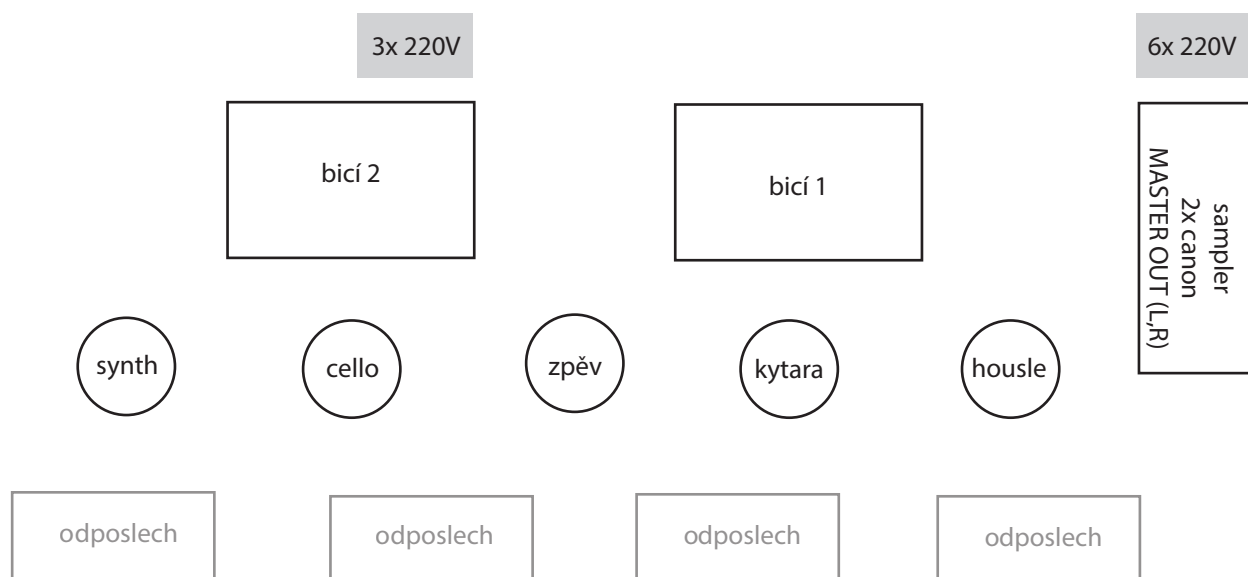 3x 220V
6x 220V
bicí 2
bicí 1
sampler
2x canon
MASTER OUT (L,R)
synth
cello
zpěv
kytara
housle
odposlech
odposlech
odposlech
odposlech